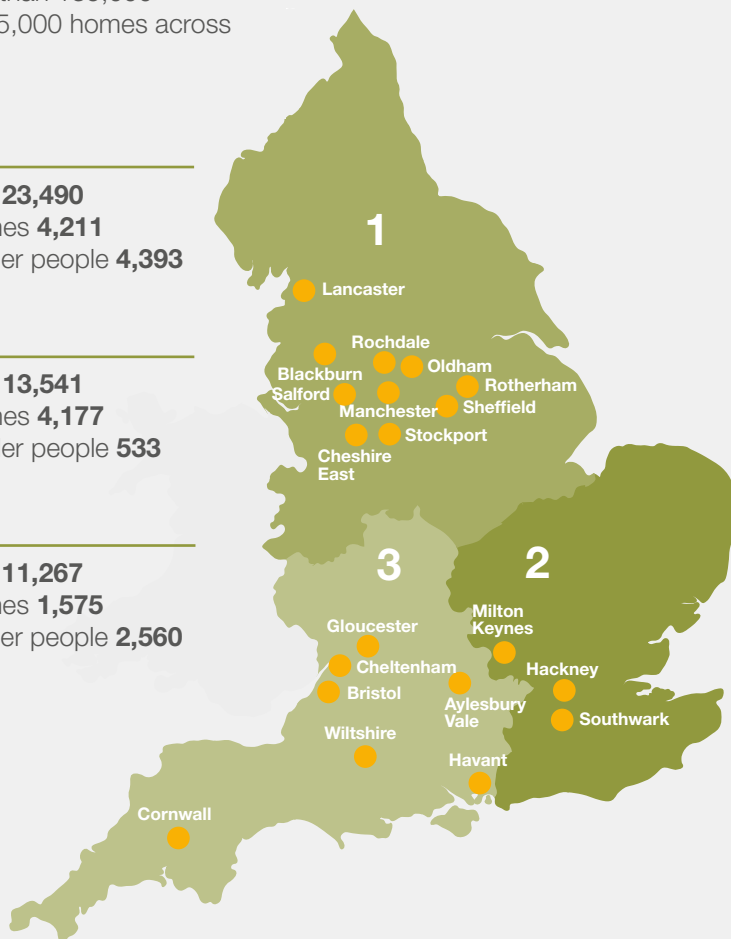 than
5,000 homes across
23,490
nes 4,211
er people 4,393
13,541
nes 4,177
er people 533
11,267
nes 1,575
er people 2,560
1
Lancaster
Rochdale
Oldham
Blackburn
Rotherham
Salford
Manchester
Sheffield
Stockport
Cheshire
East
3
2
Milton
Keynes
Gloucester
Cheltenham
Hackney
Bristol
Aylesbury
Vale
Southwark
Wiltshire
Havant
Cornwall